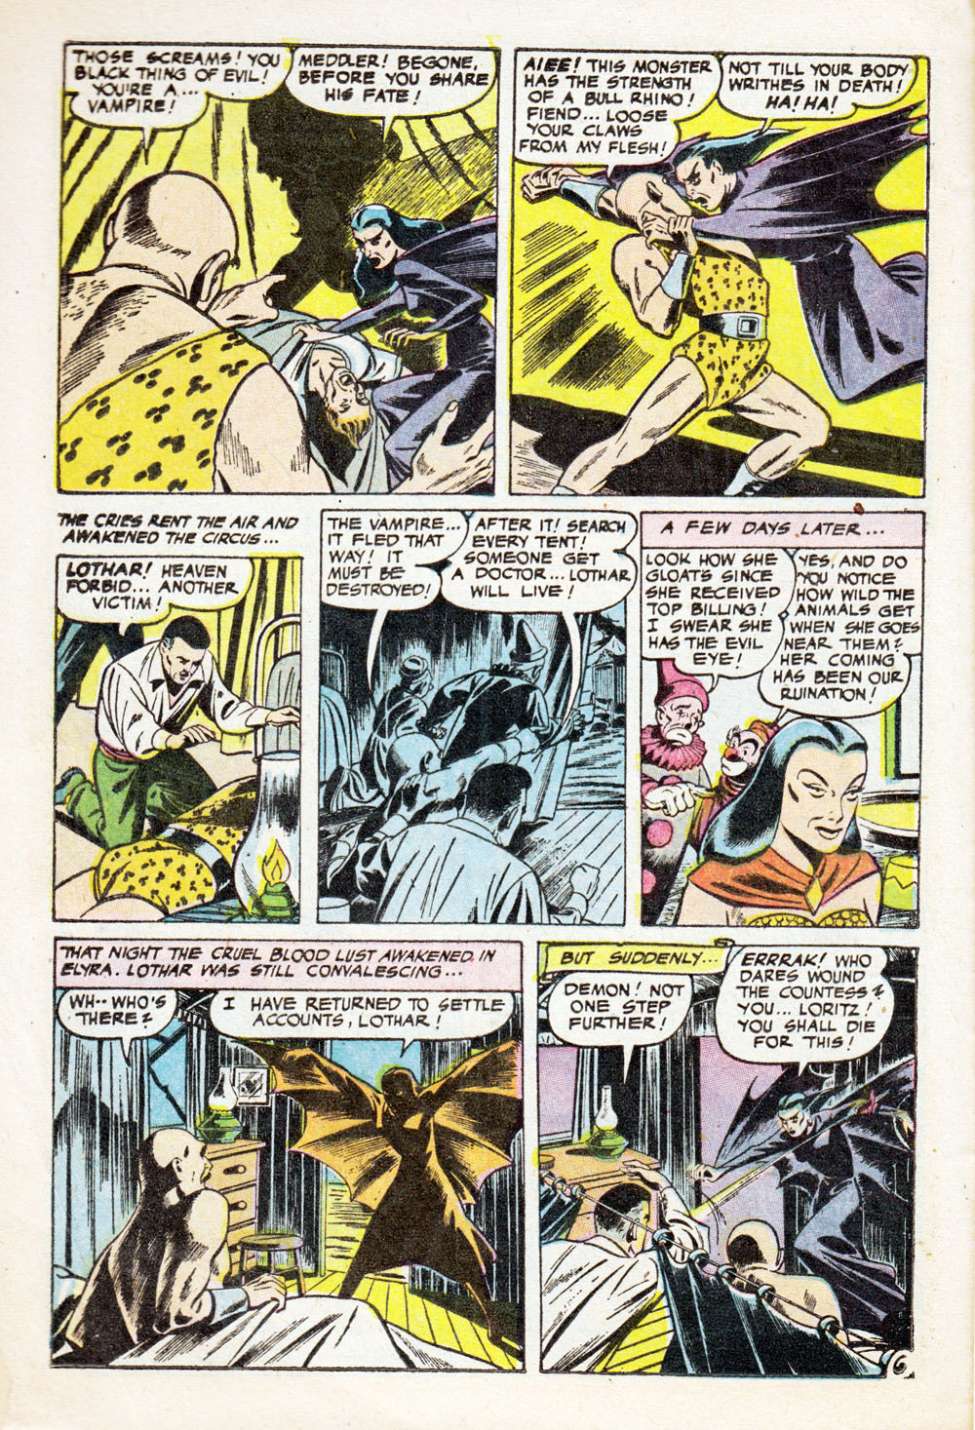 THOSE SCREAMS! YOU
BLACK THING OF EVIL!
YOU'RE A...
VAMPIRE!
MEDDLER! BEGONE,
BEFORE YOU SHARE
HIS FATE!
AIEE! THIS MONSTER
HAS THE STRENGTH
OF A BULL RHINO!
FIEND... LOOSE
YOUR CLAWS
FROM MY FLESH!
NOT TILL YOUR BODY
WRITHES IN DEATH!
HA! HA!
THE CRIES RENT THE AIR AND
AWAKENED THE CIRCUS...
LOTHAR! HEAVEN
FORBID... ANOTHER
VICTIM!
THE VAMPIRE...
IT FLED THAT
WAY! IT
MUST BE
DESTROYED!
AFTER IT! SEARCH
EVERY TENT!
SOMEONE GET
A DOCTOR... LOTHAR
WILL LIVE!
A FEW DAYS LATER...
LOOK HOW SHE
GLOATS SINCE
SHE RECEIVED
TOP BILLING!
I SWEAR SHE
HAS THE EVIL
EYE!
YES, AND DO
YOU NOTICE
HOW WILD THE
ANIMALS GET
WHEN SHE GOES
NEAR THEM?
HER COMING
HAS BEEN OUR
RUINATION!
THAT NIGHT THE CRUEL BLOOD LUST AWAKENED IN
ELYRA. LOTHAR WAS STILL CONVALESCING...
WH-- WHO'S
THERE?
I HAVE RETURNED TO SETTLE
ACCOUNTS, LOTHAR!
BUT SUDDENLY...
DEMON! NOT
ONE STEP
FURTHER!
ERRRAK! WHO
DARES WOUND
THE COUNTESS?
YOU... LORITZ!
YOU SHALL DIE
FOR THIS!
6